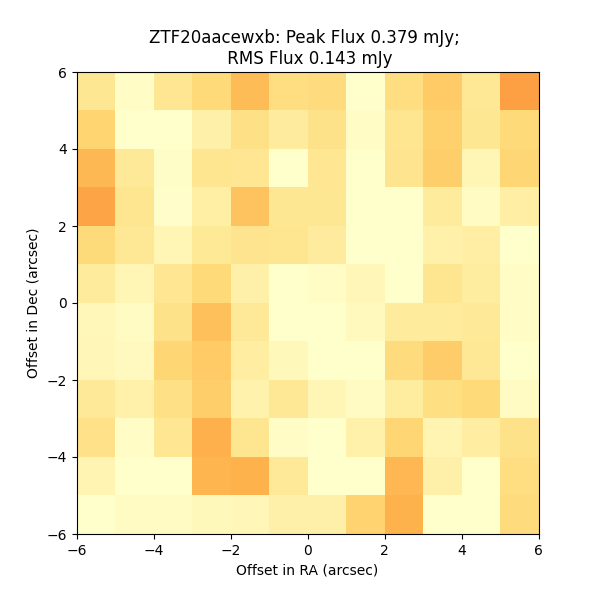 ZTF20aacewxb: Peak Flux 0.379 mJy;
RMS Flux 0.143 mJy
6
4
2
0
−2
−4
−6
Offset in Dec (arcsec)
−6 −4 −2 0 2 4 6
Offset in RA (arcsec)